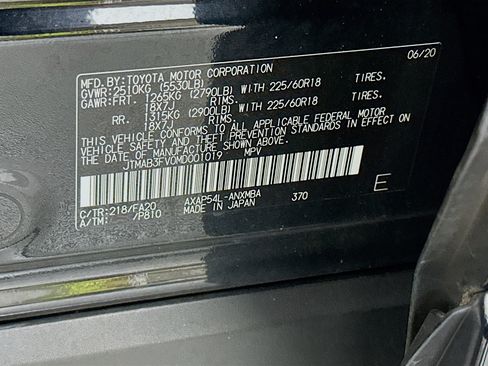 MFD.BY:TOYOTA MOTOR CORPORATION 06/20
GVWR:2510KG (5530LB)
GAWR:FRT. 1265KG (2790LB) WITH 225/60R18 TIRES.
18X7J RIMS.
RR. 1315KG (2900LB) WITH 225/60R18 TIRES.
18X7J RIMS.
THIS VEHICLE CONFORMS TO ALL APPLICABLE FEDERAL MOTOR
VEHICLE SAFETY AND THEFT PREVENTION STANDARDS IN EFFECT
ON THE DATE OF MANUFACTURE SHOWN ABOVE.
JTMAB3FV0MD001019 MPV
E
C/TR:218/FA20 AXAP54L-ANXMBA 370
A/TM: /P810 MADE IN JAPAN